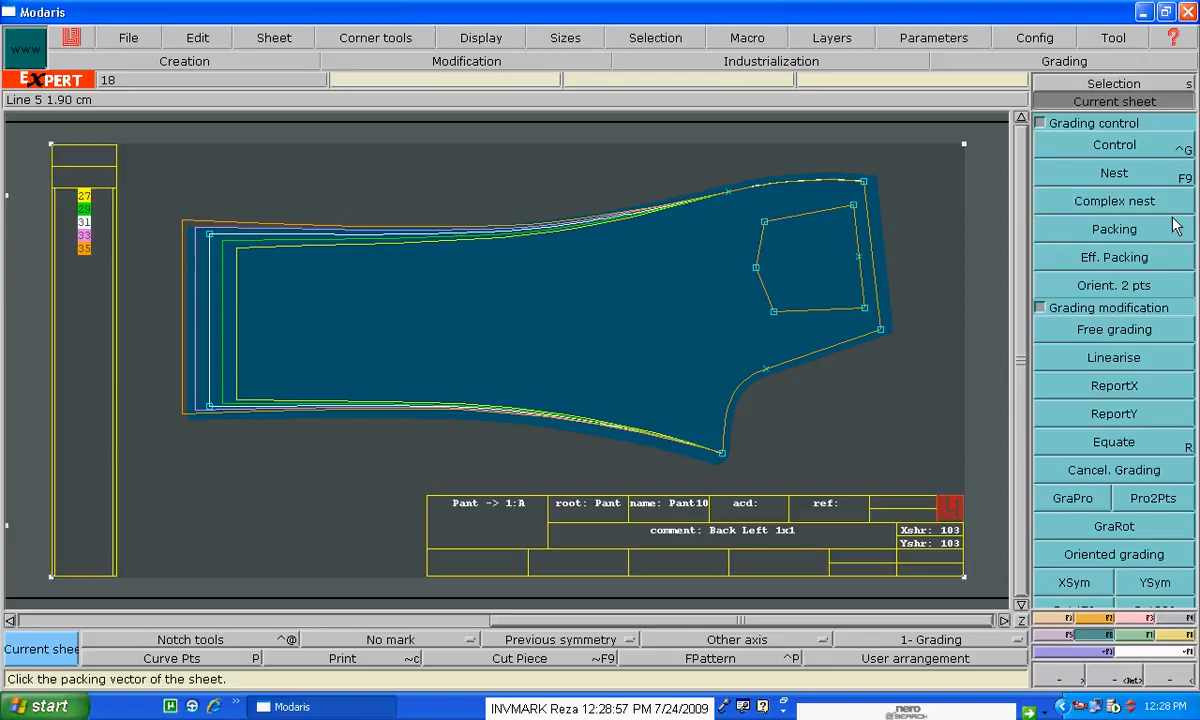 Modaris
www
File Edit Sheet Corner tools Display Sizes Selection Macro Layers Parameters Config Tool ?
Creation Modification Industrialization Grading
ExPERT 18
Line 5 1.90 cm
Selection s
Current sheet
Grading control
Control ^G
Nest F9
Complex nest
Packing
Eff. Packing
Orient. 2 pts
Grading modification
Free grading
Linearise
ReportX
ReportY
Equate R
Cancel. Grading
GraPro Pro2Pts
GraRot
Oriented grading
XSym YSym
27
29
31
33
35
Pant -> 1:A root: Pant name: Pant10 acd: ref:
comment: Back Left 1x1 Xshr: 103
Yshr: 103
Z
Current shee
Notch tools ^@ No mark Previous symmetry Other axis 1- Grading
Curve Pts P Print ~c Cut Piece ~F9 FPattern ^P User arrangement
Click the packing vector of the sheet.
start Modaris INVMARK Reza 12:28:57 PM 7/24/2009 nero SEARCH 12:28 PM